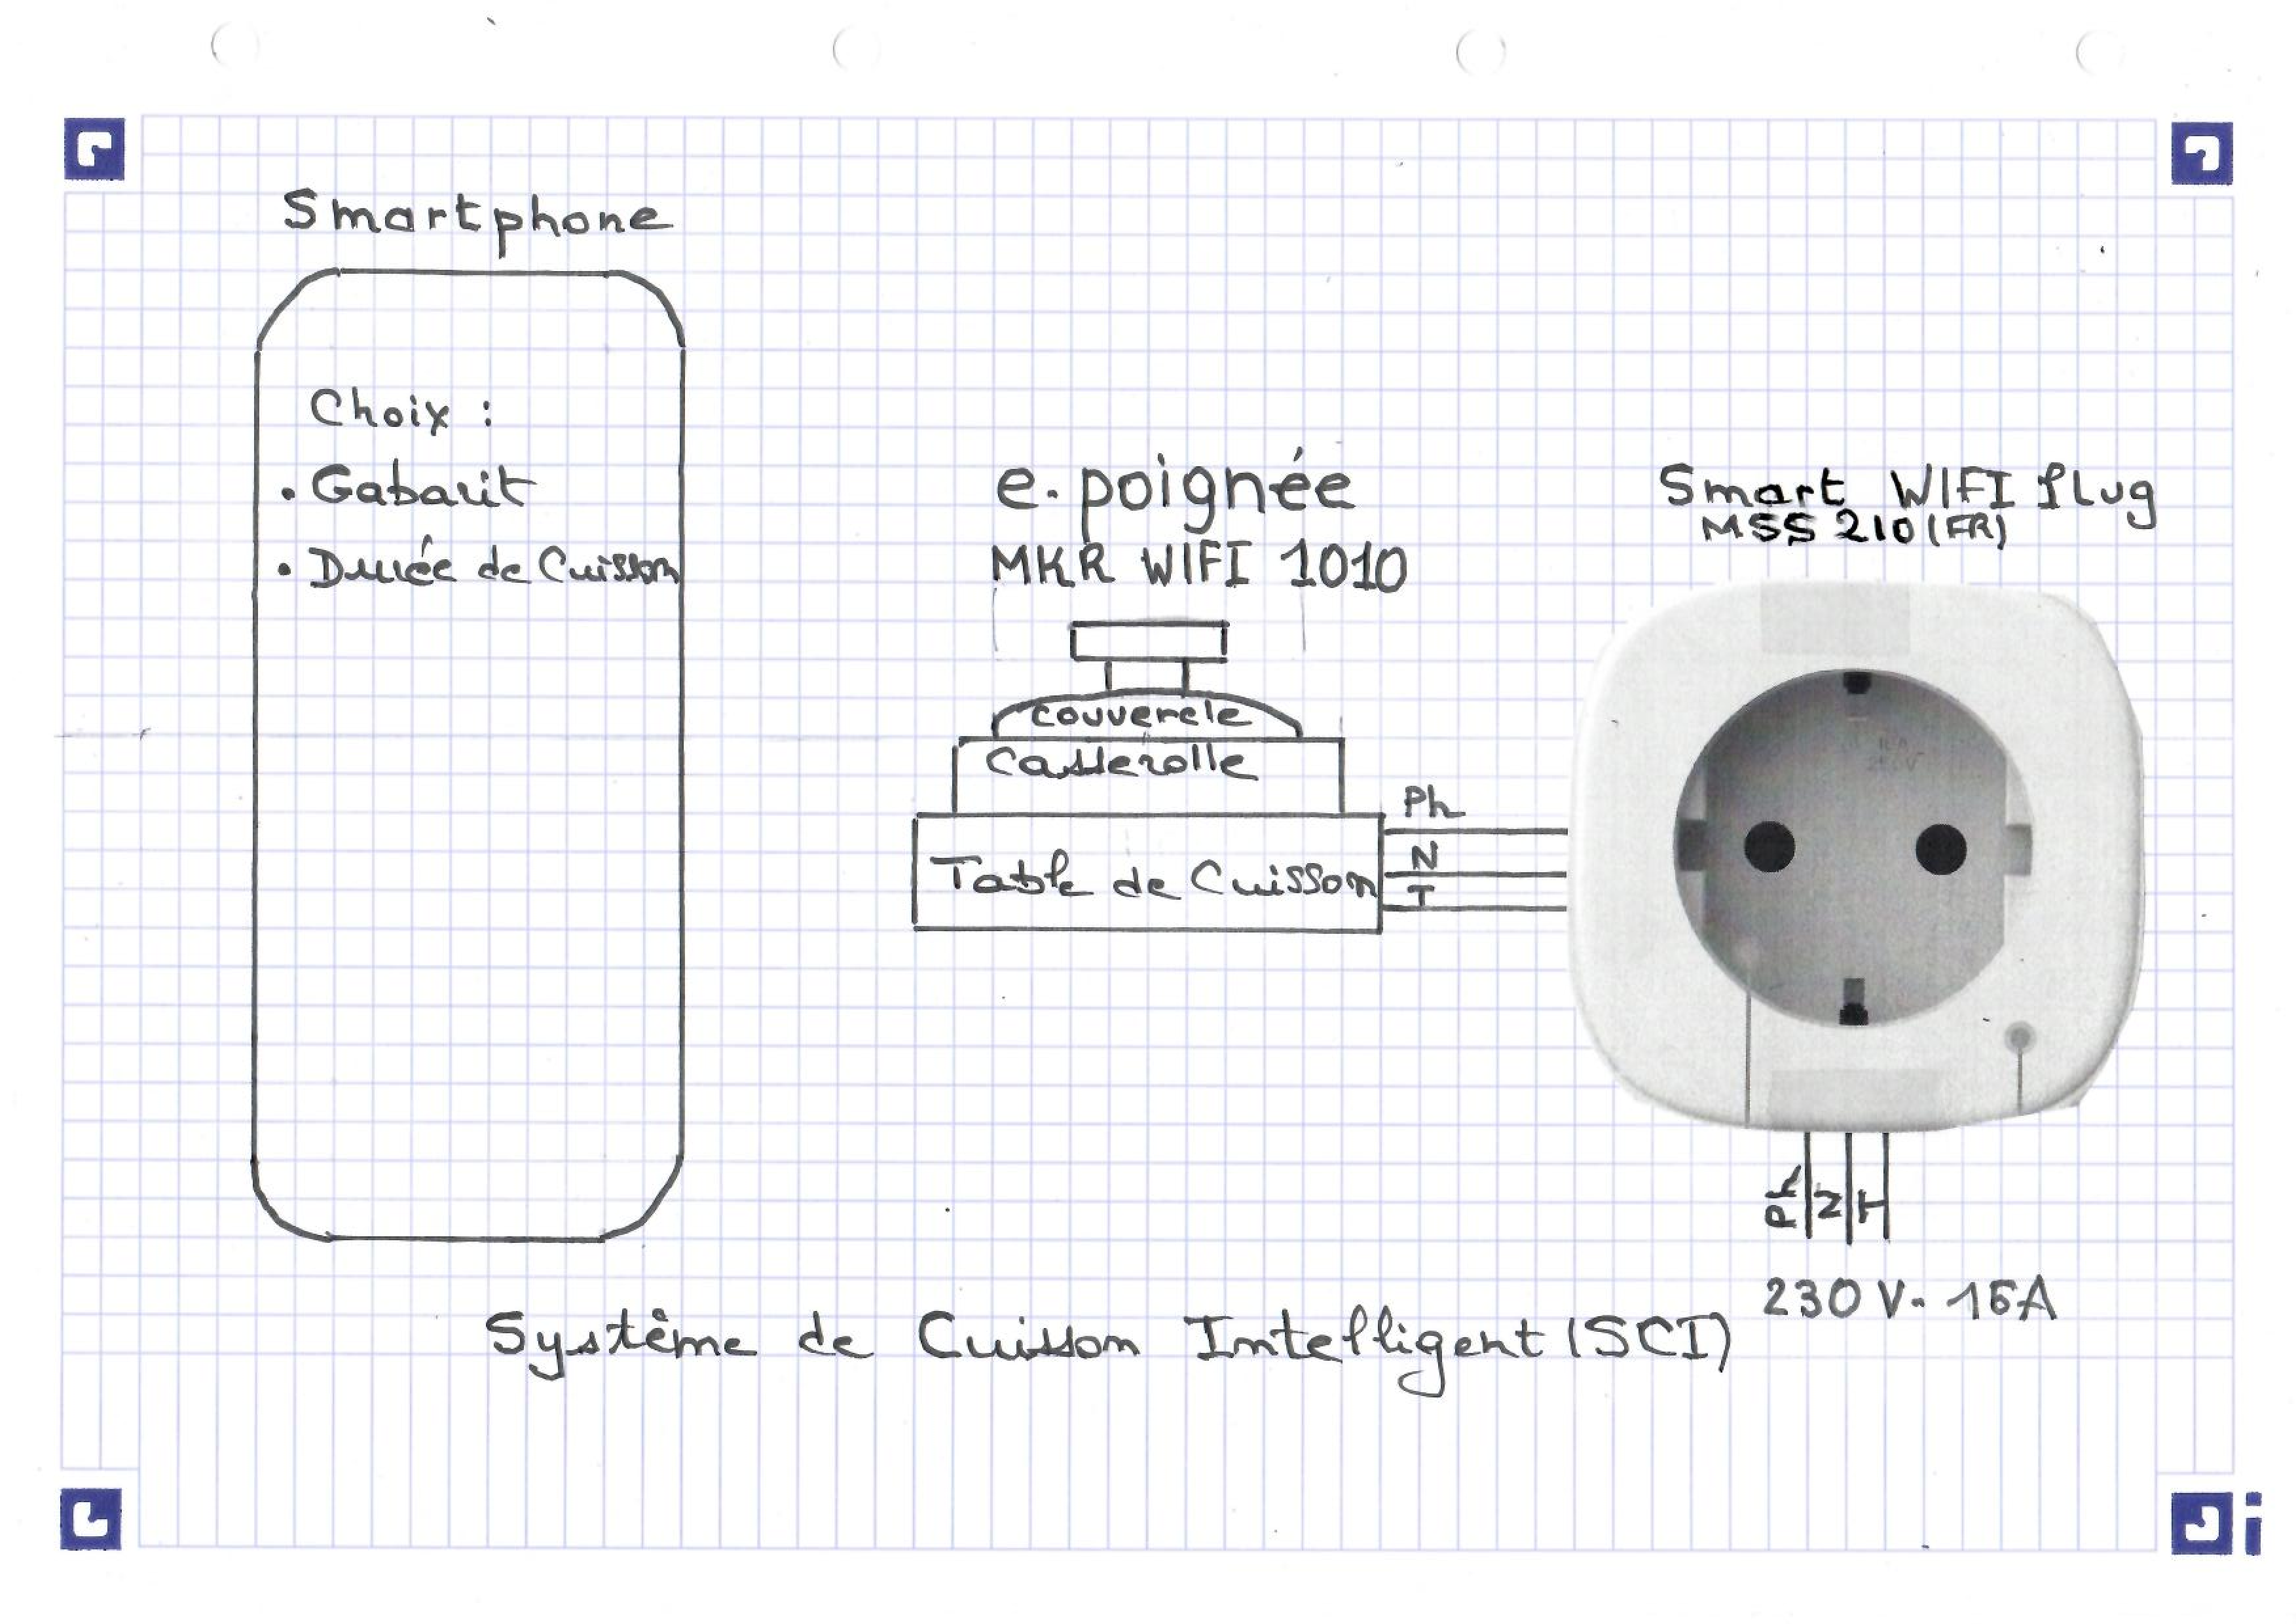 Smartphone
Choix :
• Gabarit
• Durée de Cuisson
e.poignée
MKR WIFI 1010
couvercle
Casserolle
Table de Cuisson
Ph
N
T
Smart WIFI Plug
MSS 210 (FR)
Ph
N
T
230 V- 16A
Système de Cuisson Intelligent (SCI)